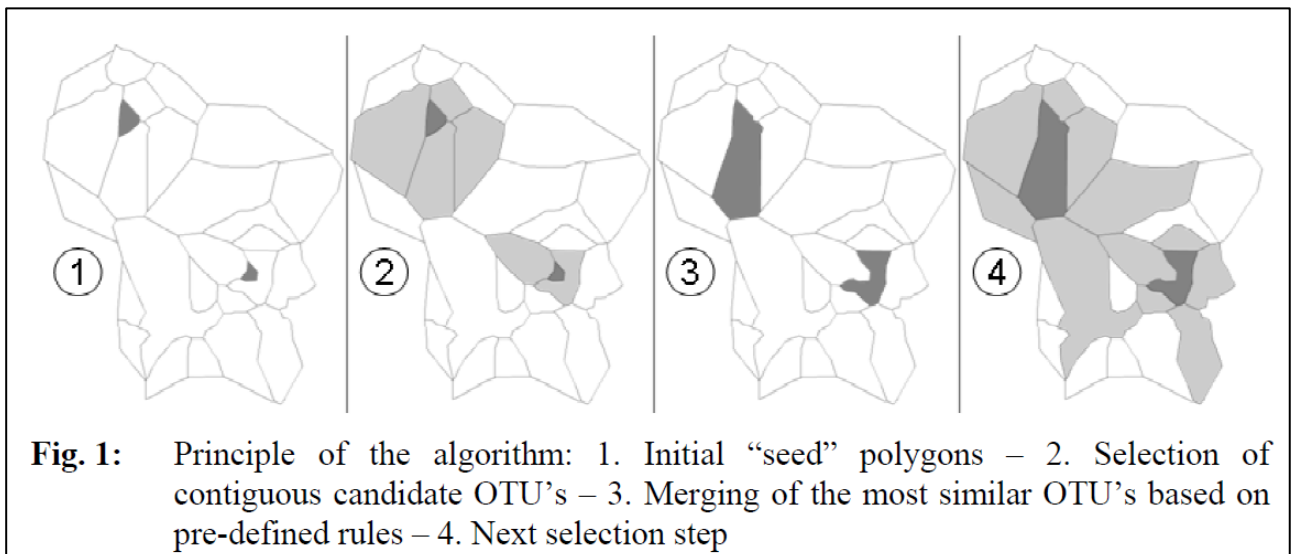 1
2
3
4
Fig. 1: Principle of the algorithm: 1. Initial “seed” polygons – 2. Selection of
contiguous candidate OTU’s – 3. Merging of the most similar OTU’s based on
pre-defined rules – 4. Next selection step